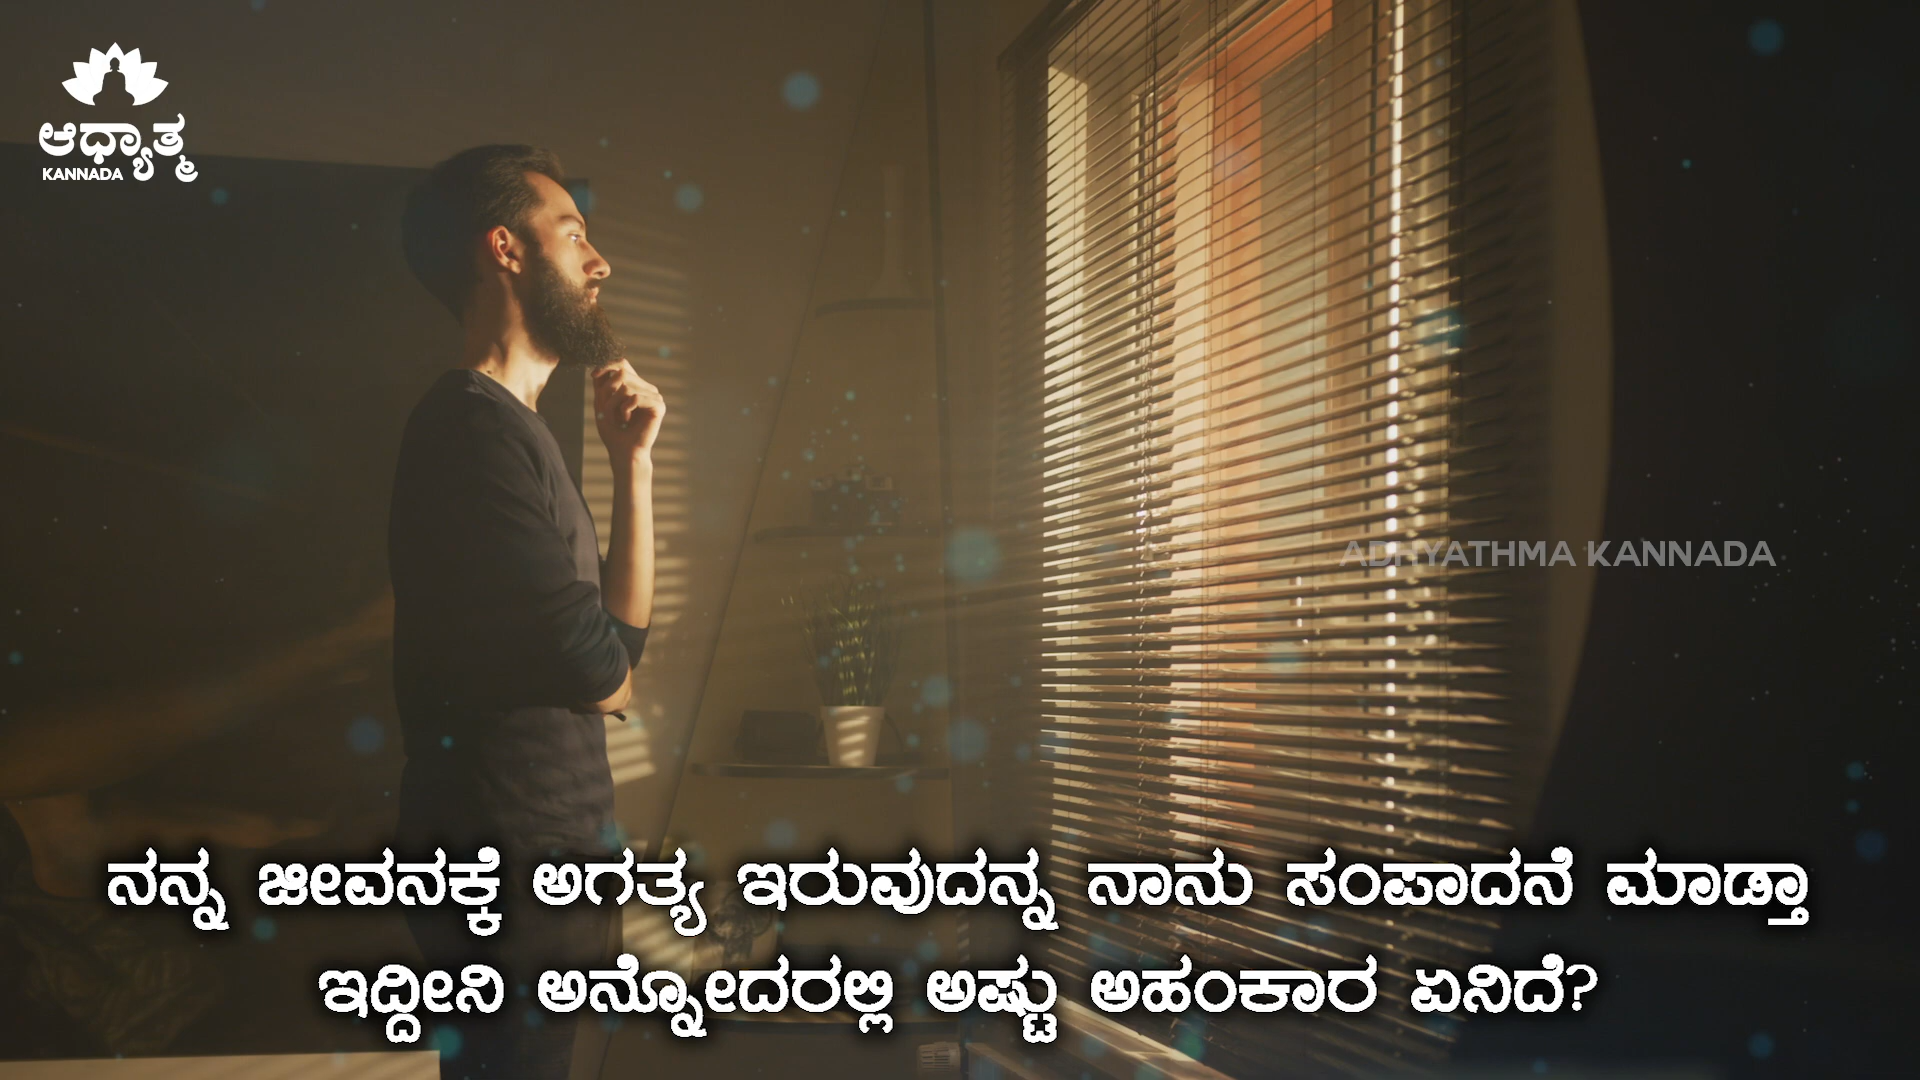 ಆಧ್ಯಾತ್ಮ
KANNADA
ADHYATHMA KANNADA
ನನ್ನ ಜೀವನಕ್ಕೆ ಅಗತ್ಯ ಇರುವುದನ್ನ ನಾನು ಸಂಪಾದನೆ ಮಾಡ್ತಾ
ಇದ್ದೀನಿ ಅನ್ನೋದರಲ್ಲಿ ಅಷ್ಟು ಅಹಂಕಾರ ಏನಿದೆ?